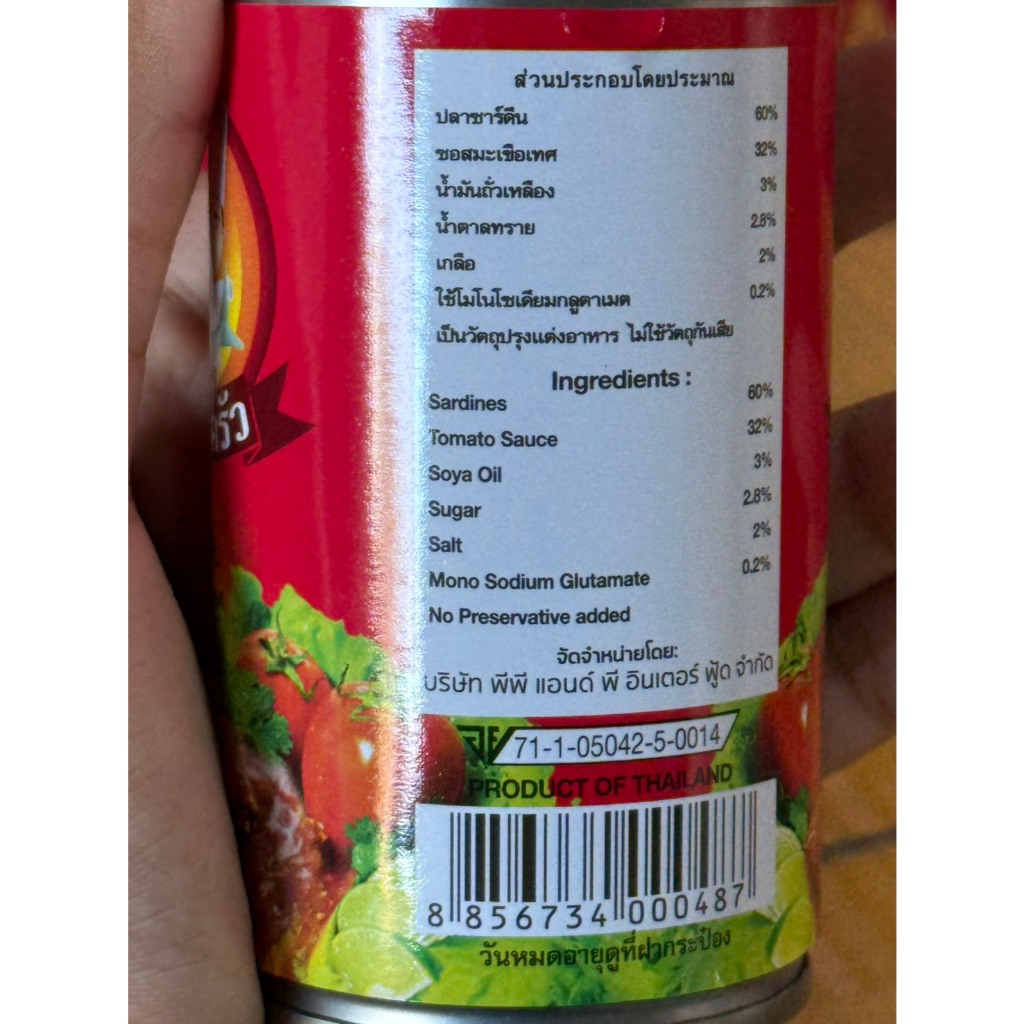 ส่วนประกอบโดยประมาณ
ปลาซาร์ดีน 60%
ซอสมะเขือเทศ 32%
น้ำมันถั่วเหลือง 3%
น้ำตาลทราย 2.8%
เกลือ 2%
ใช้โมโนโซเดียมกลูตาเมต 0.2%
เป็นวัตถุปรุงแต่งอาหาร ไม่ใช้วัตถุกันเสีย
Ingredients :
Sardines 60%
Tomato Sauce 32%
Soya Oil 3%
Sugar 2.8%
Salt 2%
Mono Sodium Glutamate 0.2%
No Preservative added
จัดจำหน่ายโดย:
บริษัท พีพี แอนด์ พี อินเตอร์ ฟู้ด จำกัด
71-1-05042-5-0014
PRODUCT OF THAILAND
8 856734 000487
วันหมดอายุดูที่ฝากระป๋อง